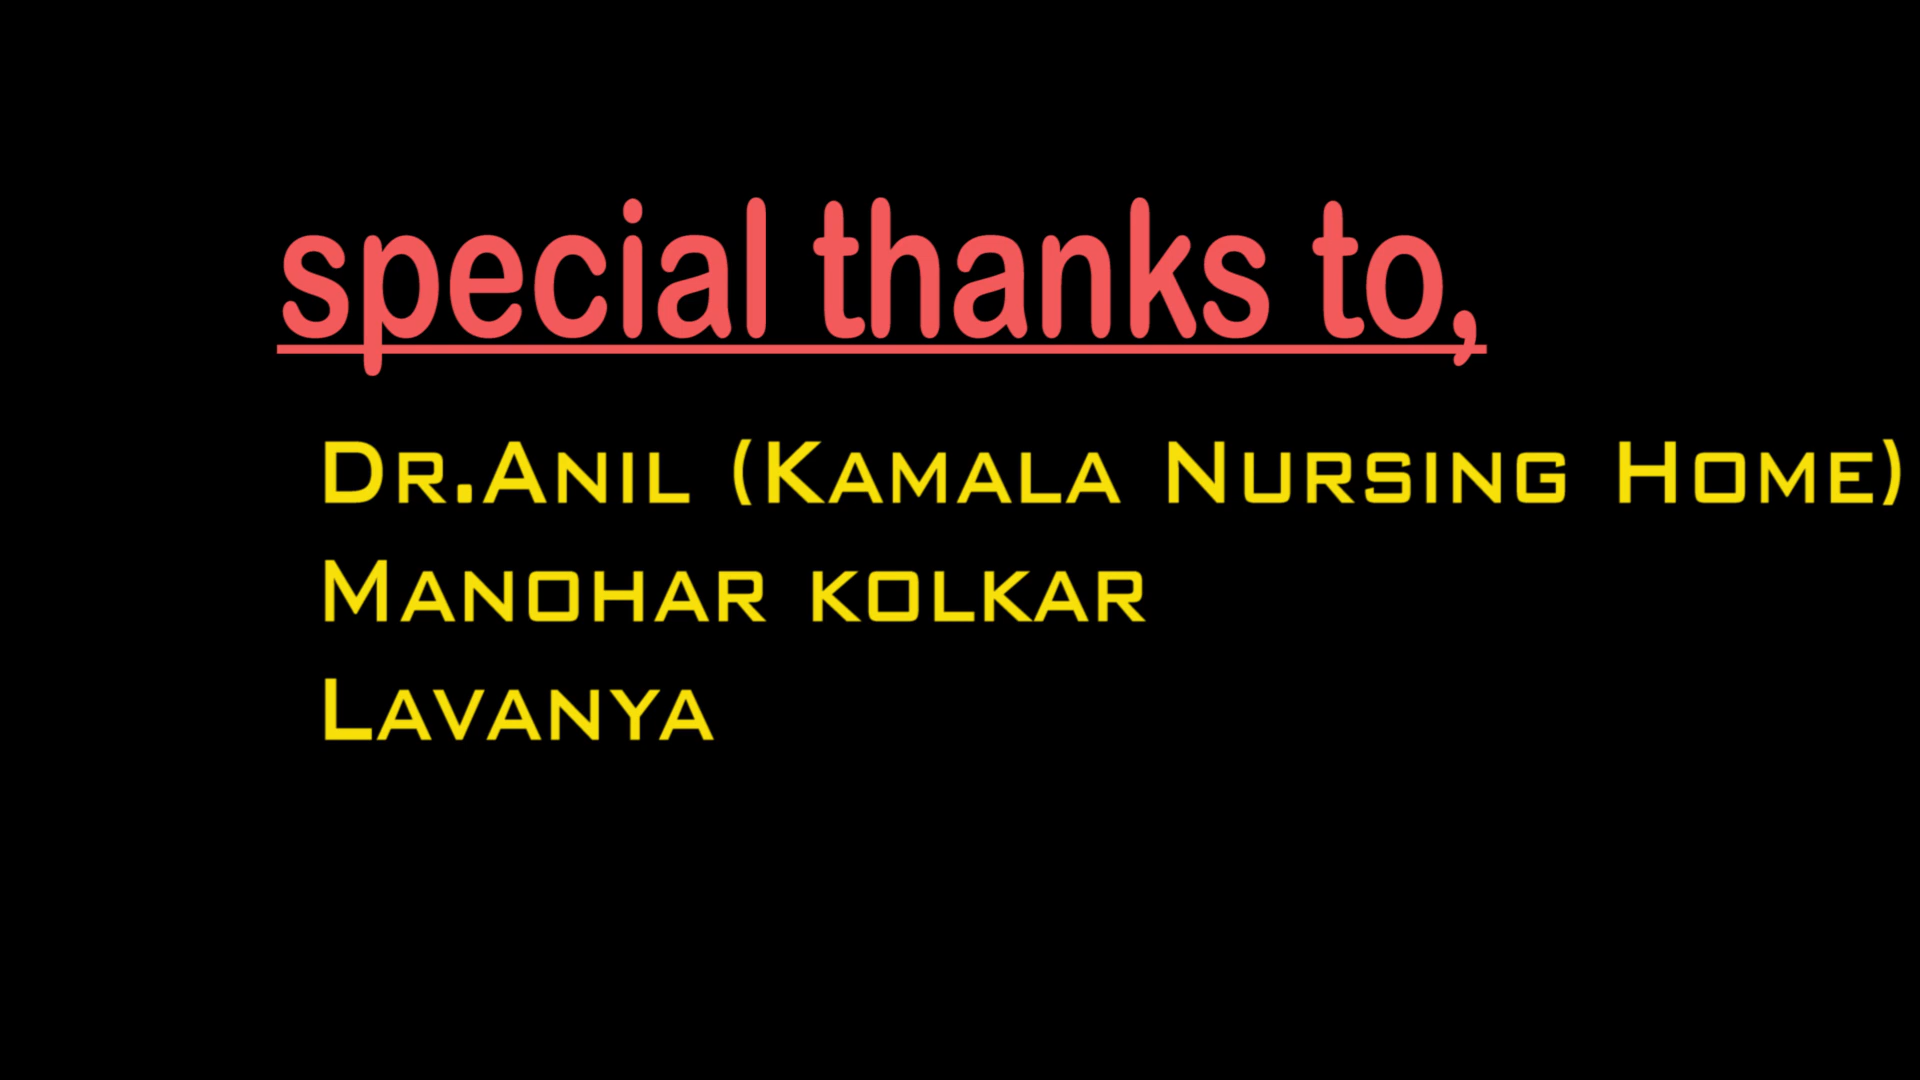 special thanks to,
Dr.Anil (Kamala Nursing Home)
Manohar kolkar
Lavanya